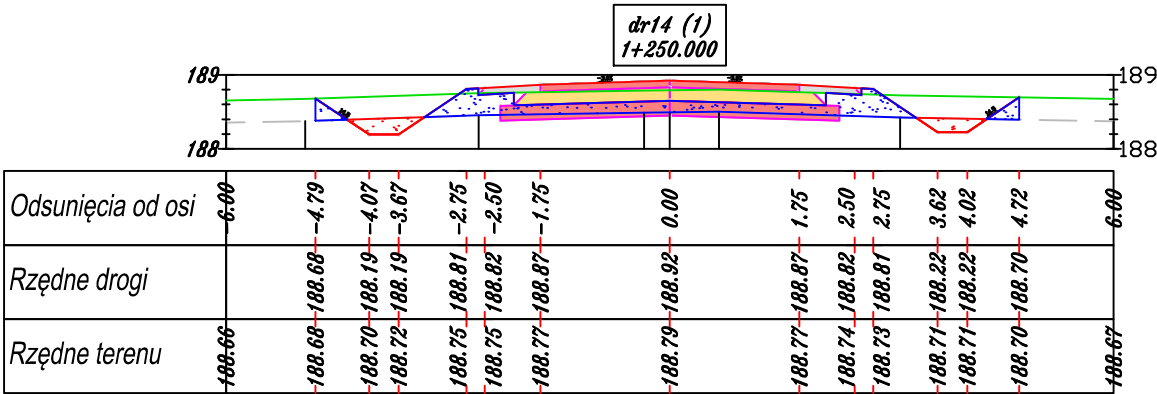 dr14 (1)
1+250.000
189 189
188 188
Odsunięcia od osi -6.00 -4.79 -4.07 -3.67 -2.75 -2.50 -1.75 0.00 1.75 2.50 2.75 3.62 4.02 4.72 6.00
Rzędne drogi 188.68 188.19 188.19 188.81 188.82 188.87 188.92 188.87 188.82 188.81 188.22 188.22 188.70
Rzędne terenu 188.66 188.68 188.70 188.72 188.75 188.75 188.77 188.79 188.77 188.74 188.73 188.71 188.71 188.70 188.67